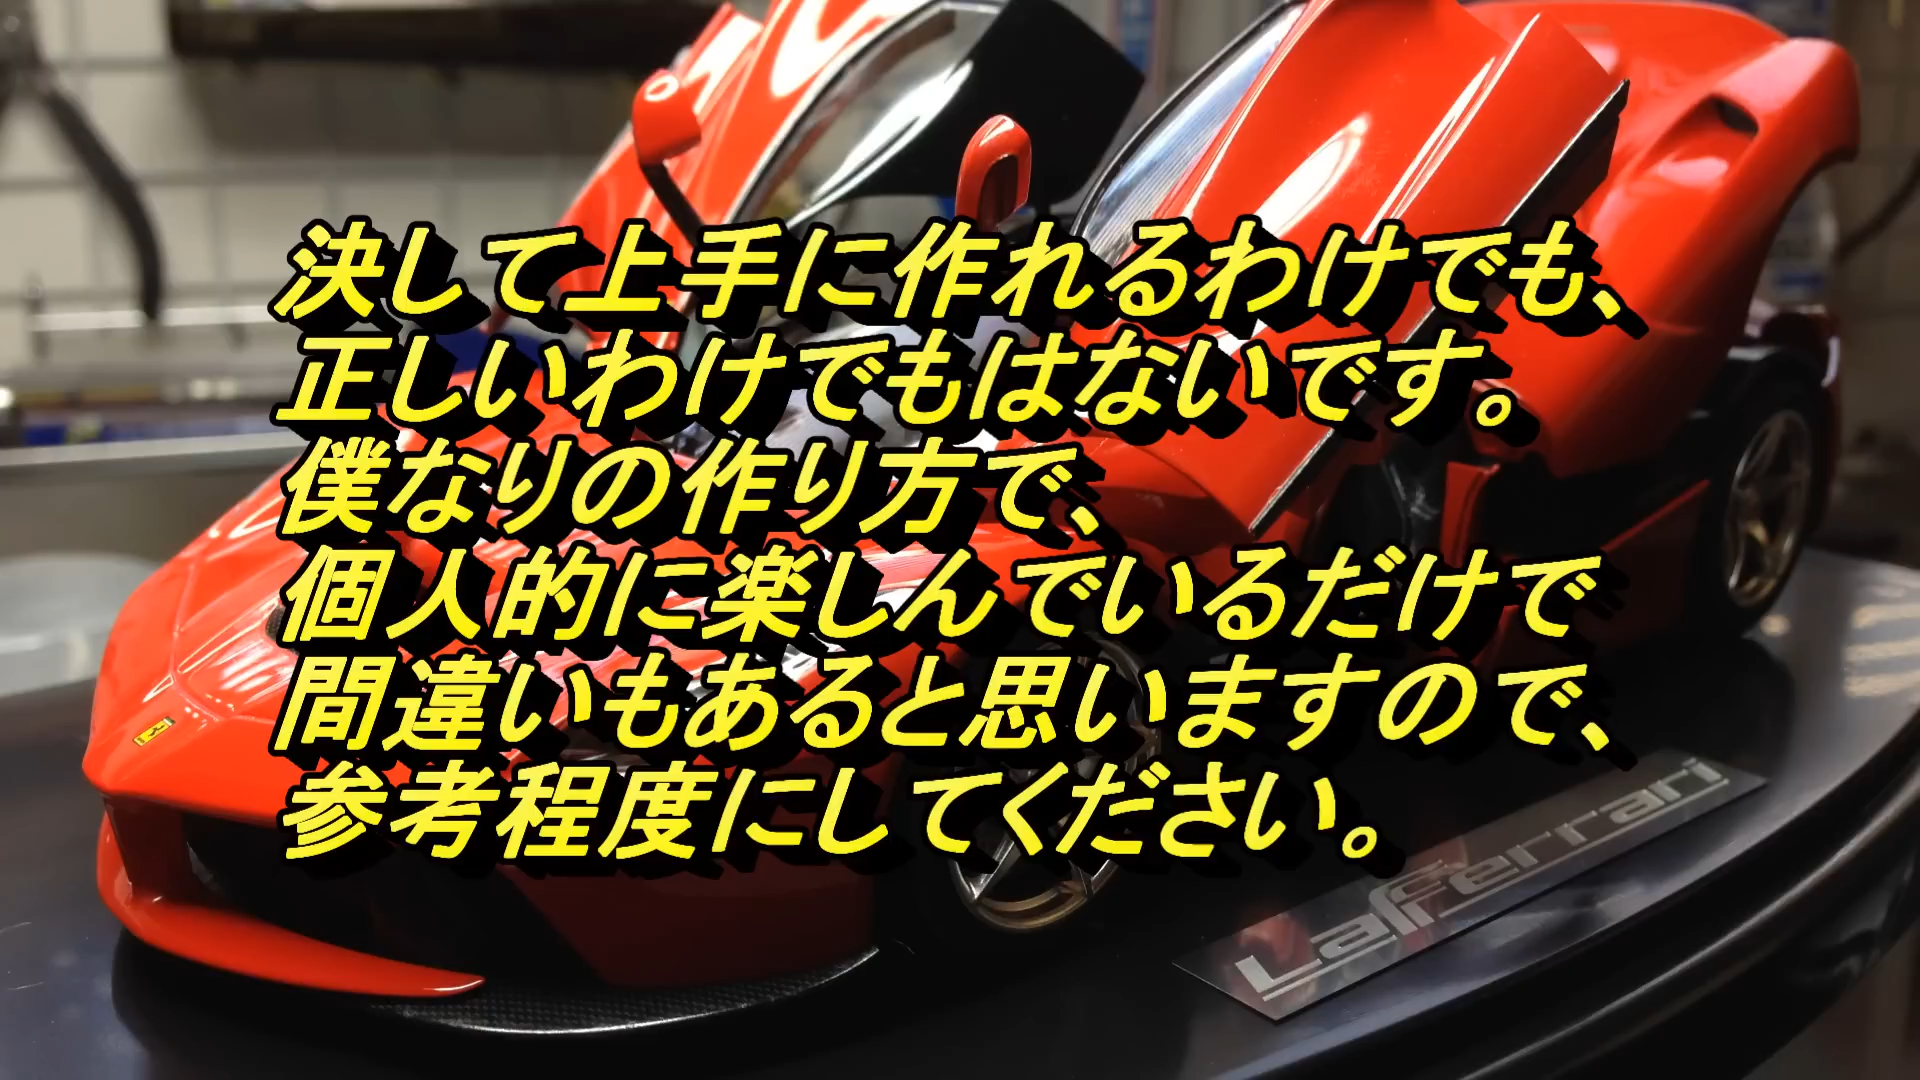 決して上手に作れるわけでも、
正しいわけでもはないです。
僕なりの作り方で、
個人的に楽しんでいるだけで
間違いもあると思いますので、
参考程度にしてください。
LaFerrari